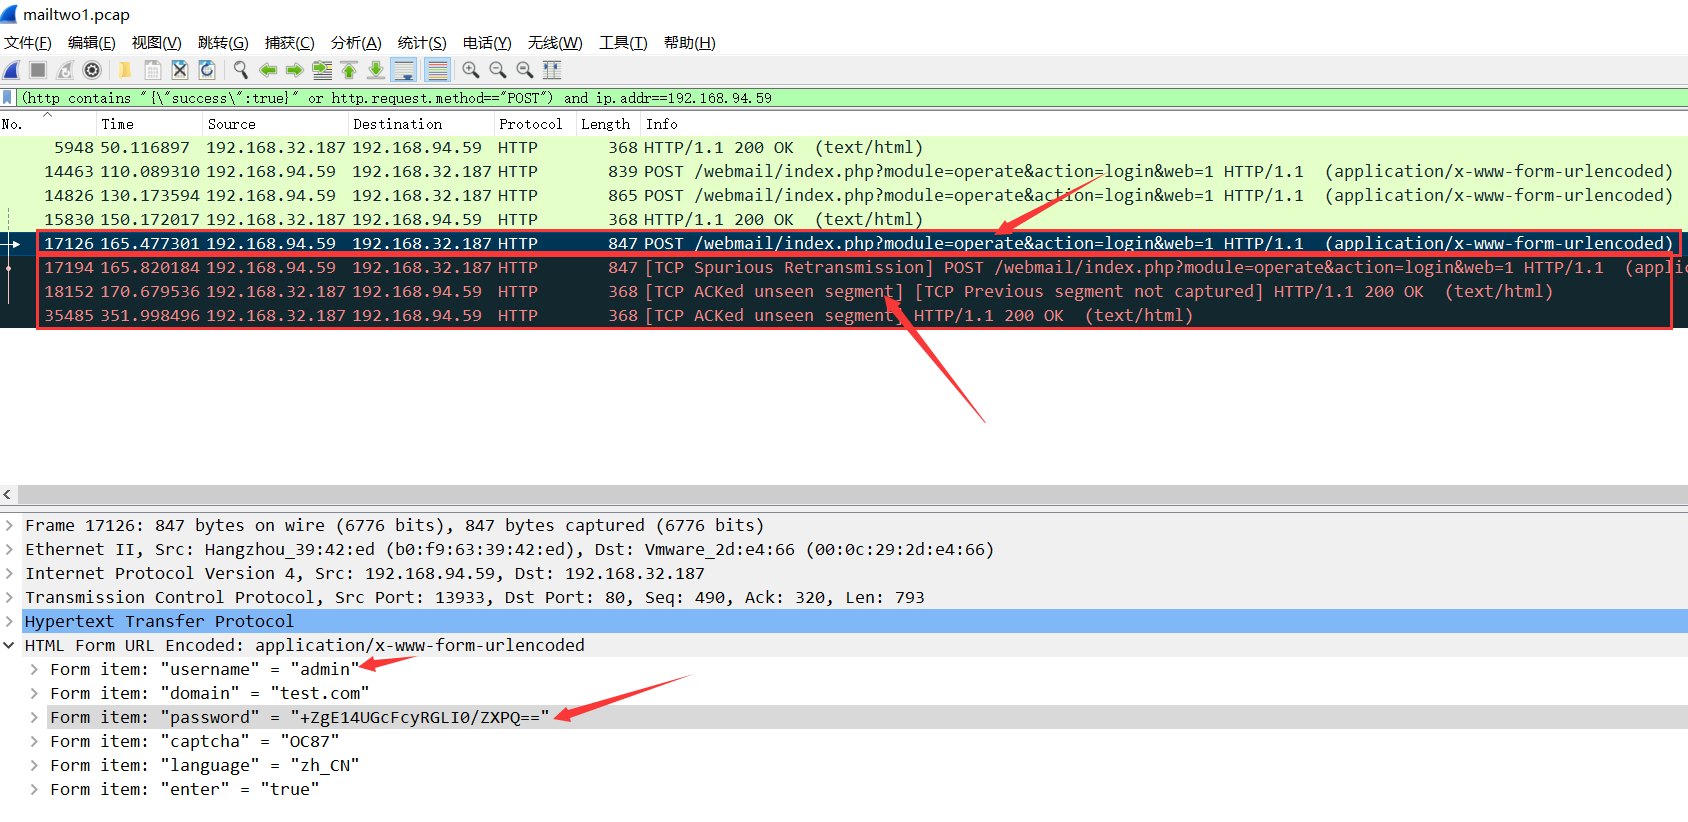 mailtwo1.pcap
文件(F) 编辑(E) 视图(V) 跳转(G) 捕获(C) 分析(A) 统计(S) 电话(Y) 无线(W) 工具(T) 帮助(H)
(http contains "{\"success\":true}" or http.request.method=="POST") and ip.addr==192.168.94.59
No. Time Source Destination Protocol Length Info
5948 50.116897 192.168.32.187 192.168.94.59 HTTP 368 HTTP/1.1 200 OK (text/html)
14463 110.089310 192.168.94.59 192.168.32.187 HTTP 839 POST /webmail/index.php?module=operate&action=login&web=1 HTTP/1.1 (application/x-www-form-urlencoded)
14826 130.173594 192.168.94.59 192.168.32.187 HTTP 865 POST /webmail/index.php?module=operate&action=login&web=1 HTTP/1.1 (application/x-www-form-urlencoded)
15830 150.172017 192.168.32.187 192.168.94.59 HTTP 368 HTTP/1.1 200 OK (text/html)
17126 165.477301 192.168.94.59 192.168.32.187 HTTP 847 POST /webmail/index.php?module=operate&action=login&web=1 HTTP/1.1 (application/x-www-form-urlencoded)
17194 165.820184 192.168.94.59 192.168.32.187 HTTP 847 [TCP Spurious Retransmission] POST /webmail/index.php?module=operate&action=login&web=1 HTTP/1.1 (appli
18152 170.679536 192.168.32.187 192.168.94.59 HTTP 368 [TCP ACKed unseen segment] [TCP Previous segment not captured] HTTP/1.1 200 OK (text/html)
35485 351.998496 192.168.32.187 192.168.94.59 HTTP 368 [TCP ACKed unseen segment] HTTP/1.1 200 OK (text/html)
Frame 17126: 847 bytes on wire (6776 bits), 847 bytes captured (6776 bits)
Ethernet II, Src: Hangzhou_39:42:ed (b0:f9:63:39:42:ed), Dst: Vmware_2d:e4:66 (00:0c:29:2d:e4:66)
Internet Protocol Version 4, Src: 192.168.94.59, Dst: 192.168.32.187
Transmission Control Protocol, Src Port: 13933, Dst Port: 80, Seq: 490, Ack: 320, Len: 793
Hypertext Transfer Protocol
HTML Form URL Encoded: application/x-www-form-urlencoded
Form item: "username" = "admin"
Form item: "domain" = "test.com"
Form item: "password" = "+ZgE14UGcFcyRGLI0/ZXPQ=="
Form item: "captcha" = "OC87"
Form item: "language" = "zh_CN"
Form item: "enter" = "true"